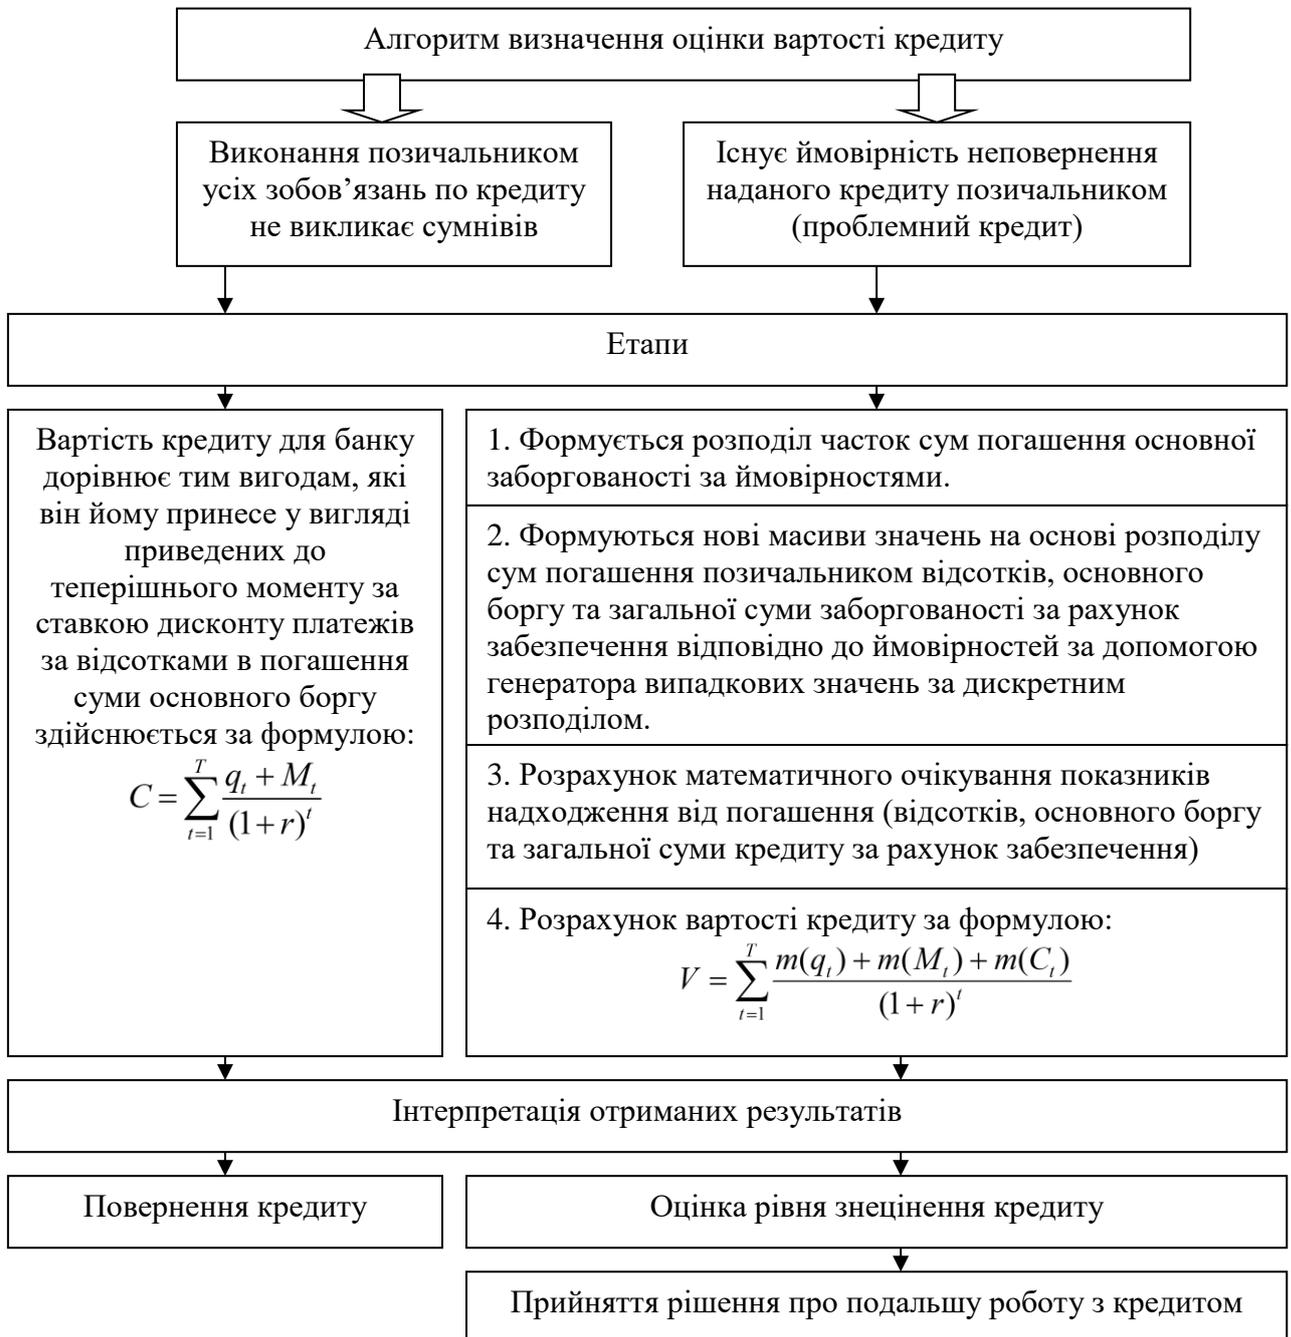 Алгоритм визначення оцінки вартості кредиту
Виконання позичальником
усіх зобов’язань по кредиту
не викликає сумнівів
Існує ймовірність неповернення
наданого кредиту позичальником
(проблемний кредит)
Етапи
Вартість кредиту для банку
дорівнює тим вигодам, які
він йому принесе у вигляді
приведених до
теперішнього моменту за
ставкою дисконту платежів
за відсотками в погашення
суми основного боргу
здійснюється за формулою:
C = \sum_{t=1}^{T} \frac{q_t + M_t}{(1+r)^t}
1. Формується розподіл часток сум погашення основної
заборгованості за ймовірностями.
2. Формуються нові масиви значень на основі розподілу
сум погашення позичальником відсотків, основного
боргу та загальної суми заборгованості за рахунок
забезпечення відповідно до ймовірностей за допомогою
генератора випадкових значень за дискретним
розподілом.
3. Розрахунок математичного очікування показників
надходження від погашення (відсотків, основного боргу
та загальної суми кредиту за рахунок забезпечення)
4. Розрахунок вартості кредиту за формулою:
V = \sum_{t=1}^{T} \frac{m(q_t) + m(M_t) + m(C_t)}{(1+r)^t}
Інтерпретація отриманих результатів
Повернення кредиту
Оцінка рівня знецінення кредиту
Прийняття рішення про подальшу роботу з кредитом